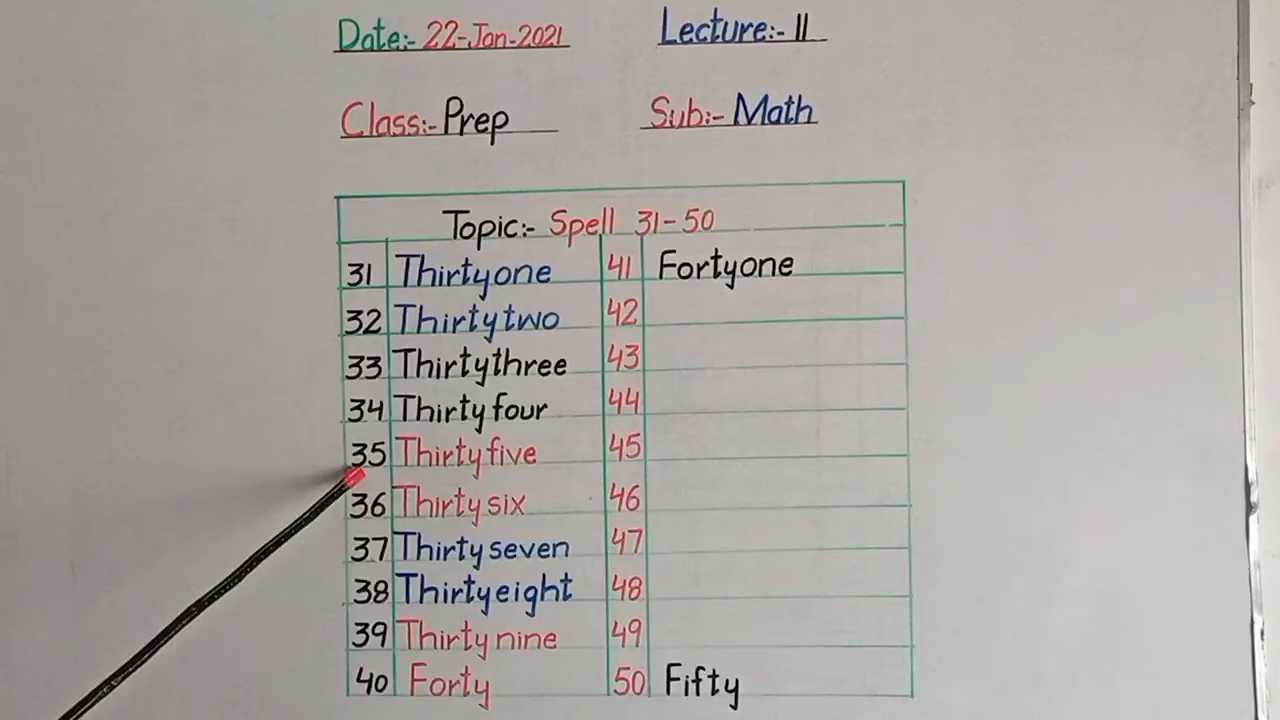 Date:- 22-Jan-2021 Lecture:- 11
Class:- Prep Sub:- Math
Topic:- Spell 31-50
31 Thirtyone 41 Fortyone
32 Thirtytwo 42
33 Thirtythree 43
34 Thirty four 44
35 Thirty five 45
36 Thirty six 46
37 Thirty seven 47
38 Thirty eight 48
39 Thirty nine 49
40 Forty 50 Fifty